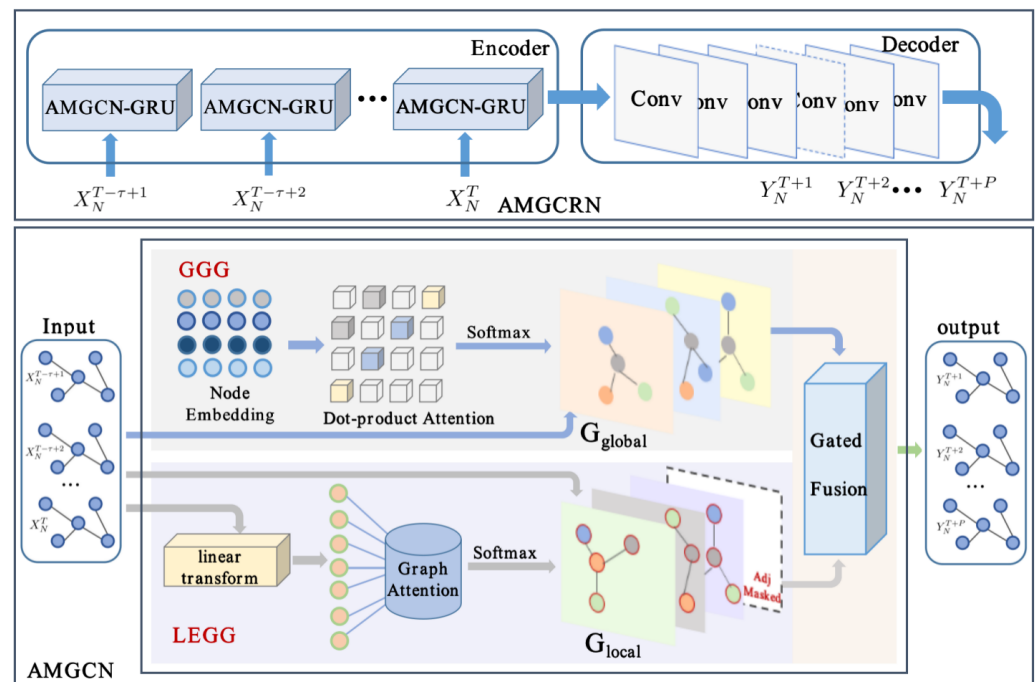 Encoder
Decoder
AMGCN-GRU
AMGCN-GRU
...
AMGCN-GRU
Conv
onv
onv
Conv
onv
onv
X_N^{T-τ+1}
X_N^{T-τ+2}
X_N^T
Y_N^{T+1}
Y_N^{T+2}
...
Y_N^{T+P}
AMGCRN
GGG
Input
X_N^{T-τ+1}
X_N^{T-τ+2}
...
X_N^T
Node
Embedding
Dot-product Attention
Softmax
G_global
Gated
Fusion
output
Y_N^{T+1}
Y_N^{T+2}
...
Y_N^{T+P}
linear
transform
Graph
Attention
Softmax
G_local
Adj
Masked
LEGG
AMGCN